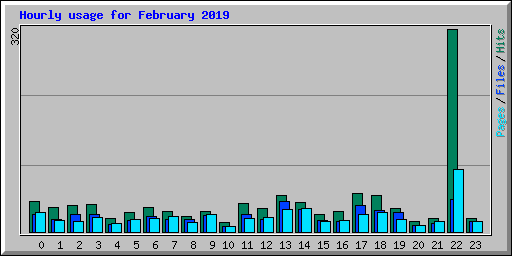 Hourly usage for February 2019
320
Pages / Files / Hits
0 1 2 3 4 5 6 7 8 9 10 11 12 13 14 15 16 17 18 19 20 21 22 23